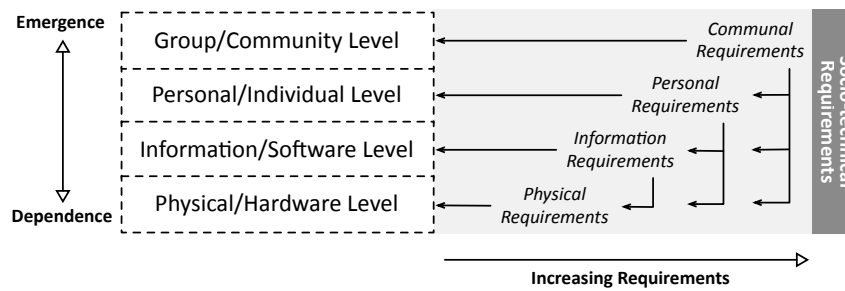 Emergence
Dependence
Group/Community Level
Personal/Individual Level
Information/Software Level
Physical/Hardware Level
Communal
Requirements
Personal
Requirements
Information
Requirements
Physical
Requirements
Requirements
Increasing Requirements